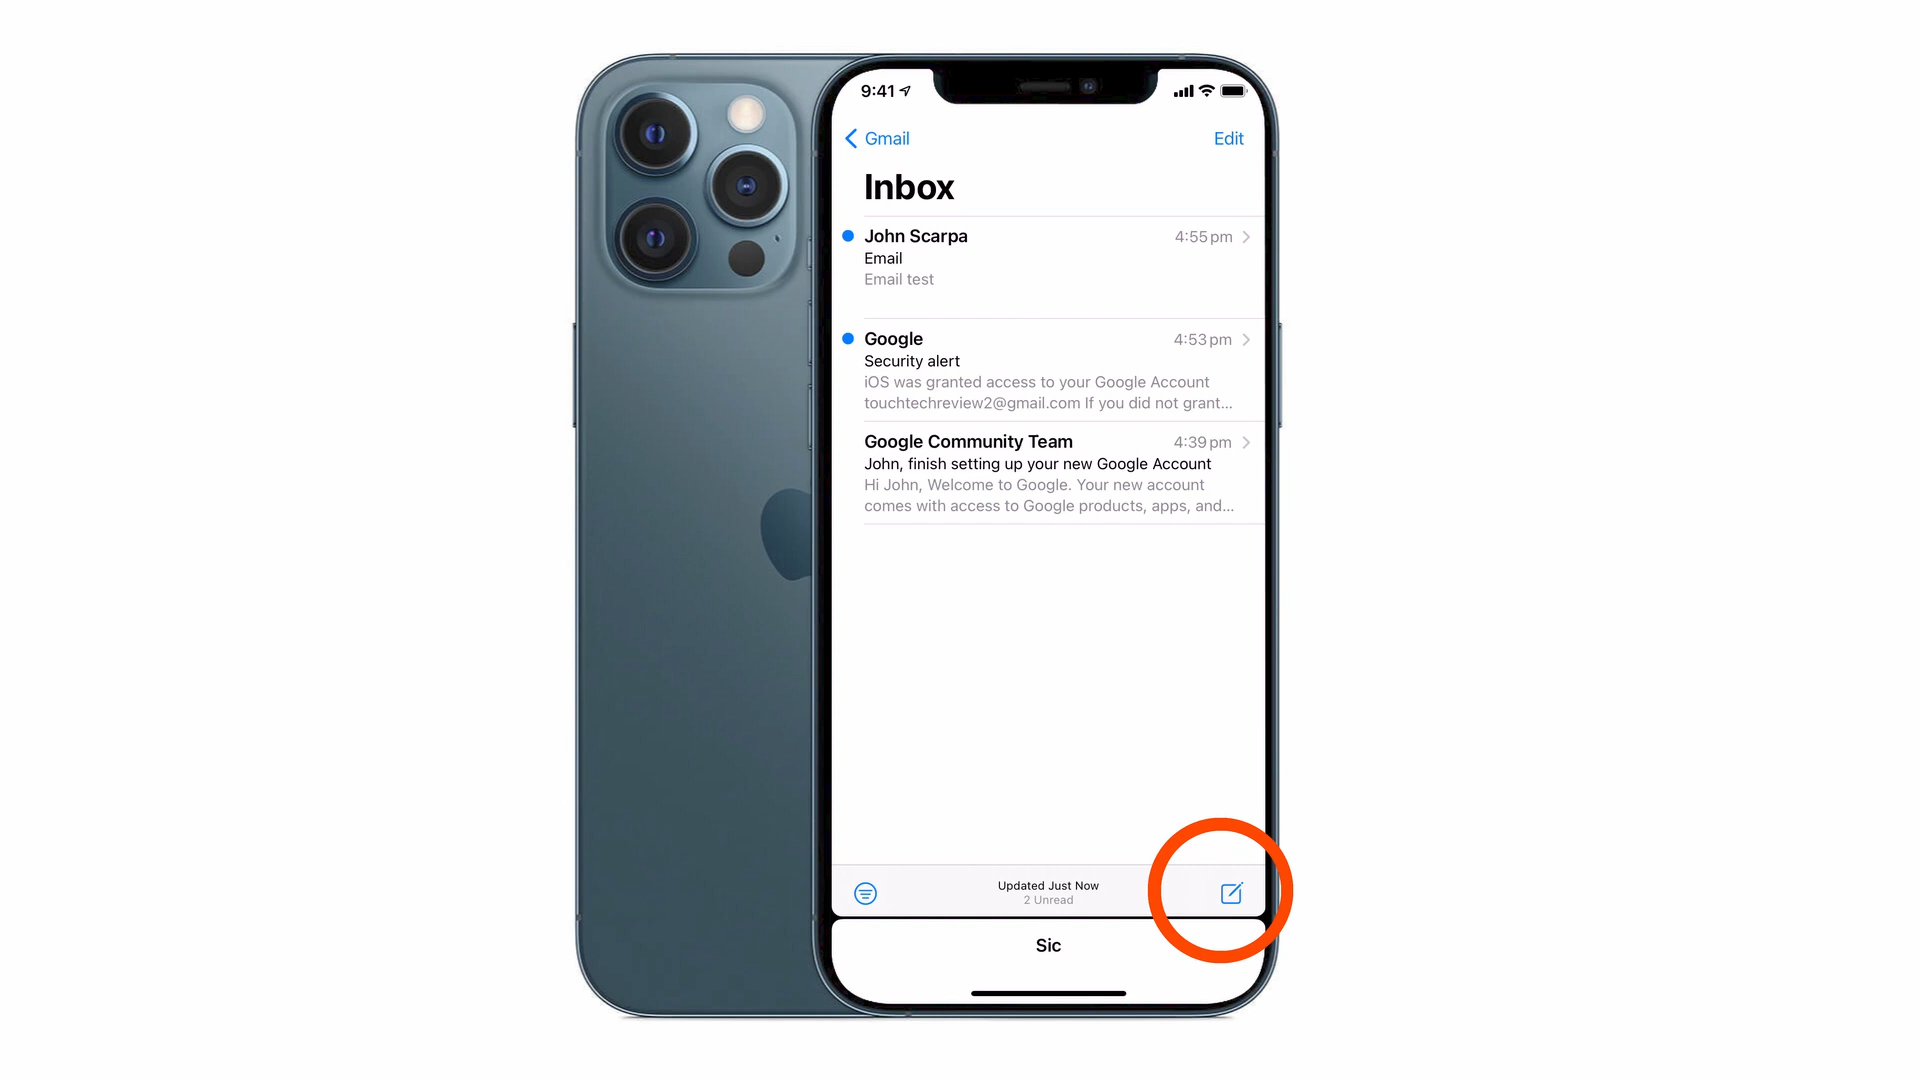 9:41
Gmail
Edit
Inbox
John Scarpa
4:55 pm
Email
Email test
Google
4:53 pm
Security alert
iOS was granted access to your Google Account
touchtechreview2@gmail.com If you did not grant...
Google Community Team
4:39 pm
John, finish setting up your new Google Account
Hi John, Welcome to Google. Your new account
comes with access to Google products, apps, and...
Updated Just Now
2 Unread
Sic